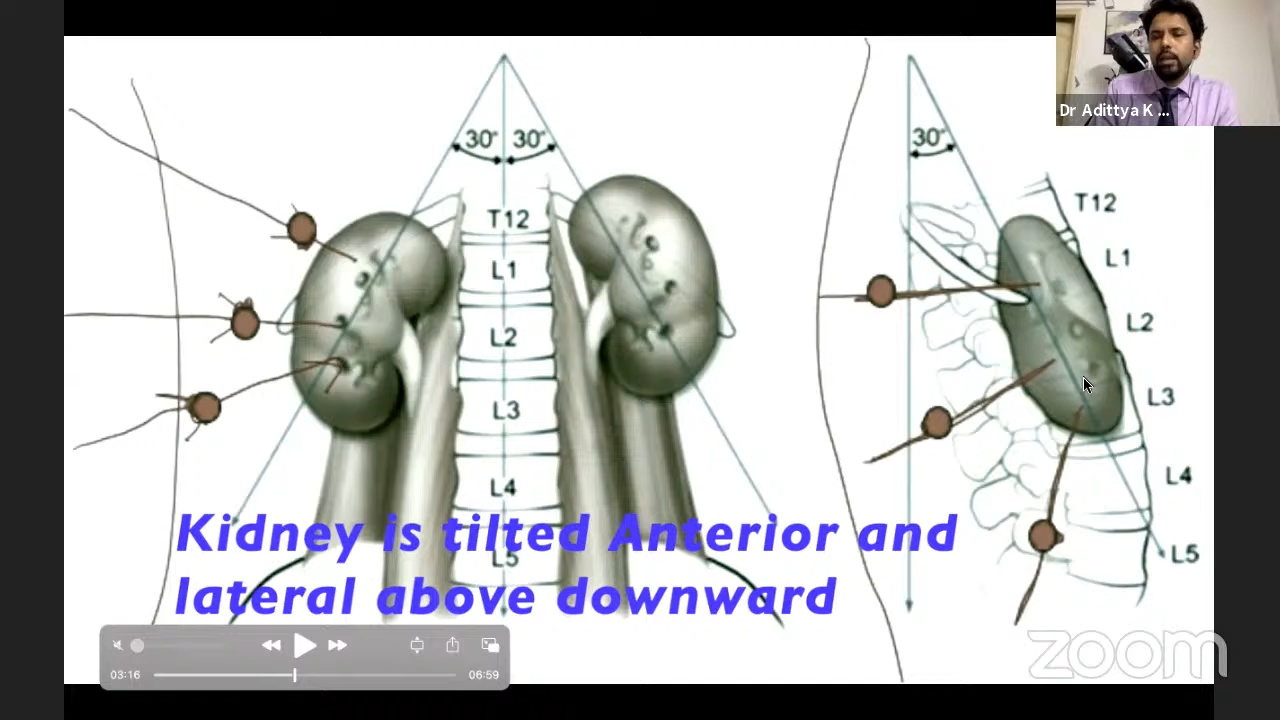 Dr Adittya K ...
30° 30°
30°
T12
L1
L2
L3
L4
L5
T12
L1
L2
L3
L4
L5
Kidney is tilted Anterior and
lateral above downward
03:16
06:59
zoom